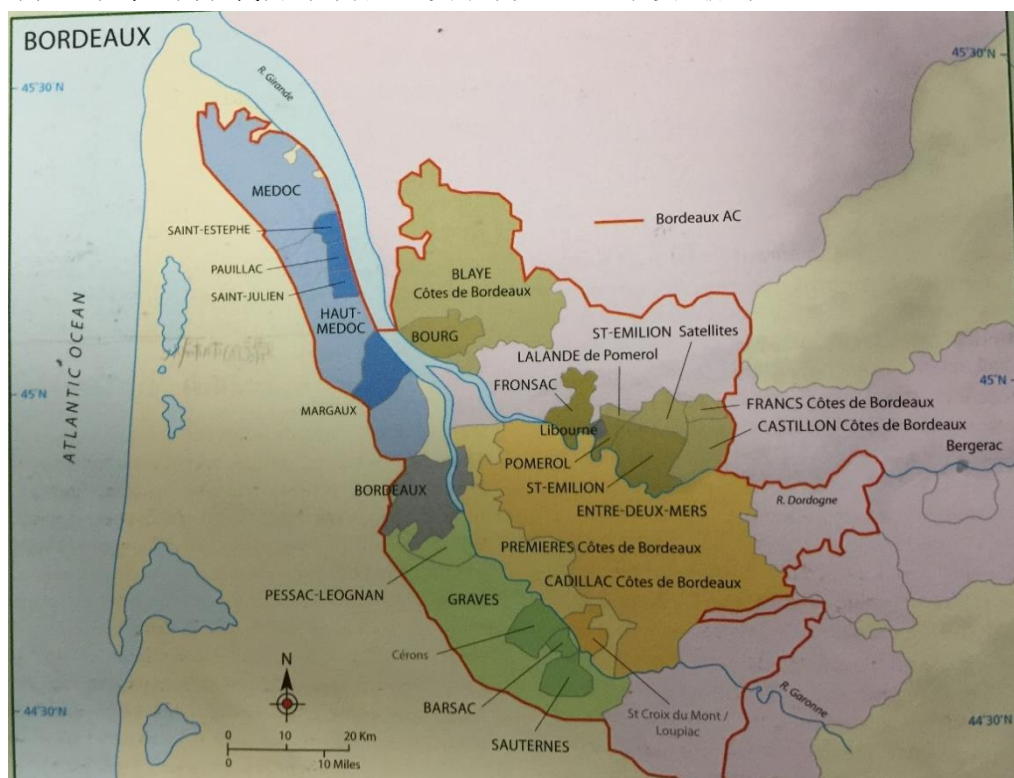 BORDEAUX
45°30'N
45°30'N
R. Girande
MEDOC
SAINT-ESTEPHE
PAUILLAC
SAINT-JULIEN
HAUT-
MEDOC
MARGAUX
ATLANTIC OCEAN
Bordeaux AC
BLAYE
Côtes de Bordeaux
BOURG
ST-EMILION Satellites
LALANDE de Pomerol
FRONSAC
45°N
45°N
FRANCS Côtes de Bordeaux
Libourne
CASTILLON Côtes de Bordeaux
Bergerac
POMEROL
ST-EMILION
BORDEAUX
R. Dordogne
ENTRE-DEUX-MERS
PREMIERES Côtes de Bordeaux
CADILLAC Côtes de Bordeaux
PESSAC-LEOGNAN
GRAVES
Cérons
BARSAC
SAUTERNES
St Croix du Mont /
Loupiac
R. Garonne
44°30'N
44°30'N
N
0 10 20 Km
0 10 Miles